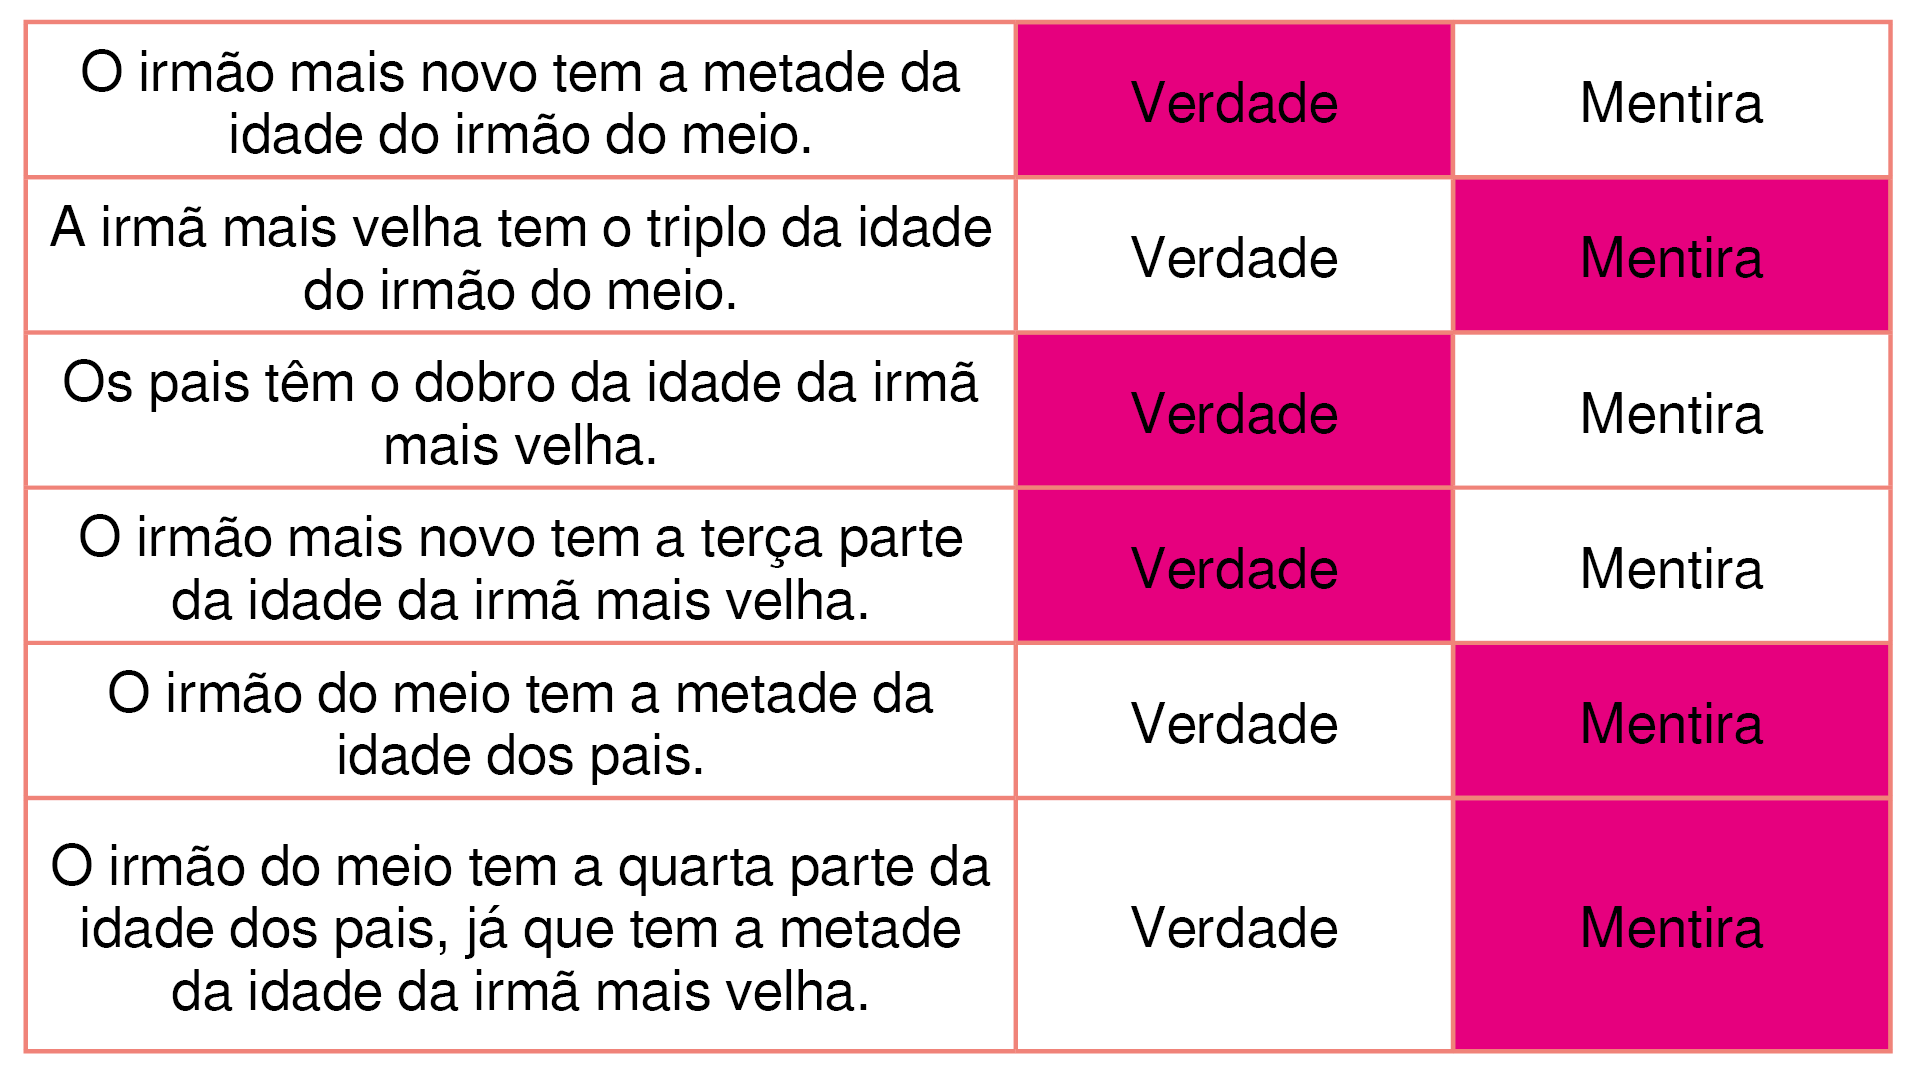 O irmão mais novo tem a metade da
idade do irmão do meio.
Verdade
Mentira
A irmã mais velha tem o triplo da idade
do irmão do meio.
Verdade
Mentira
Os pais têm o dobro da idade da irmã
mais velha.
Verdade
Mentira
O irmão mais novo tem a terça parte
da idade da irmã mais velha.
Verdade
Mentira
O irmão do meio tem a metade da
idade dos pais.
Verdade
Mentira
O irmão do meio tem a quarta parte da
idade dos pais, já que tem a metade
da idade da irmã mais velha.
Verdade
Mentira